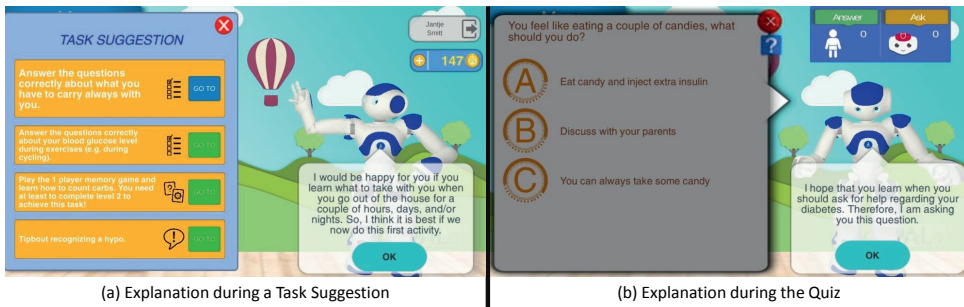 TASK SUGGESTION
Answer the questions
correctly about what you
have to carry always with
you.
GO TO
Answer the questions correctly
about your blood glucose level
during exercises (e.g. during
cycling).
GO TO
Play the 1 player memory game and
learn how to count carbs. You need
at least to complete level 2 to
achieve this task!
GO TO
Tipbout recognizing a hypo.
GO TO
Jantje
Smitt
147
I would be happy for you if you
learn what to take with you when
you go out of the house for a
couple of hours, days, and/or
nights. So, I think it is best if we
now do this first activity.
OK
(a) Explanation during a Task Suggestion
You feel like eating a couple of candies, what
should you do?
A
Eat candy and inject extra insulin
B
Discuss with your parents
C
You can always take some candy
?
Answer
Ask
0
0
I hope that you learn when you
should ask for help regarding your
diabetes. Therefore, I am asking
you this question.
OK
(b) Explanation during the Quiz